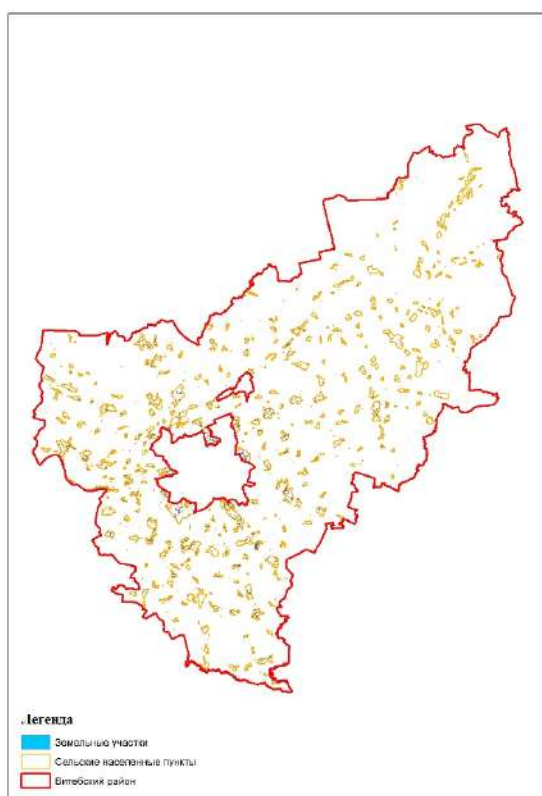 Легенда
Земельные участки
Сельские населенные пункты
Витебский район